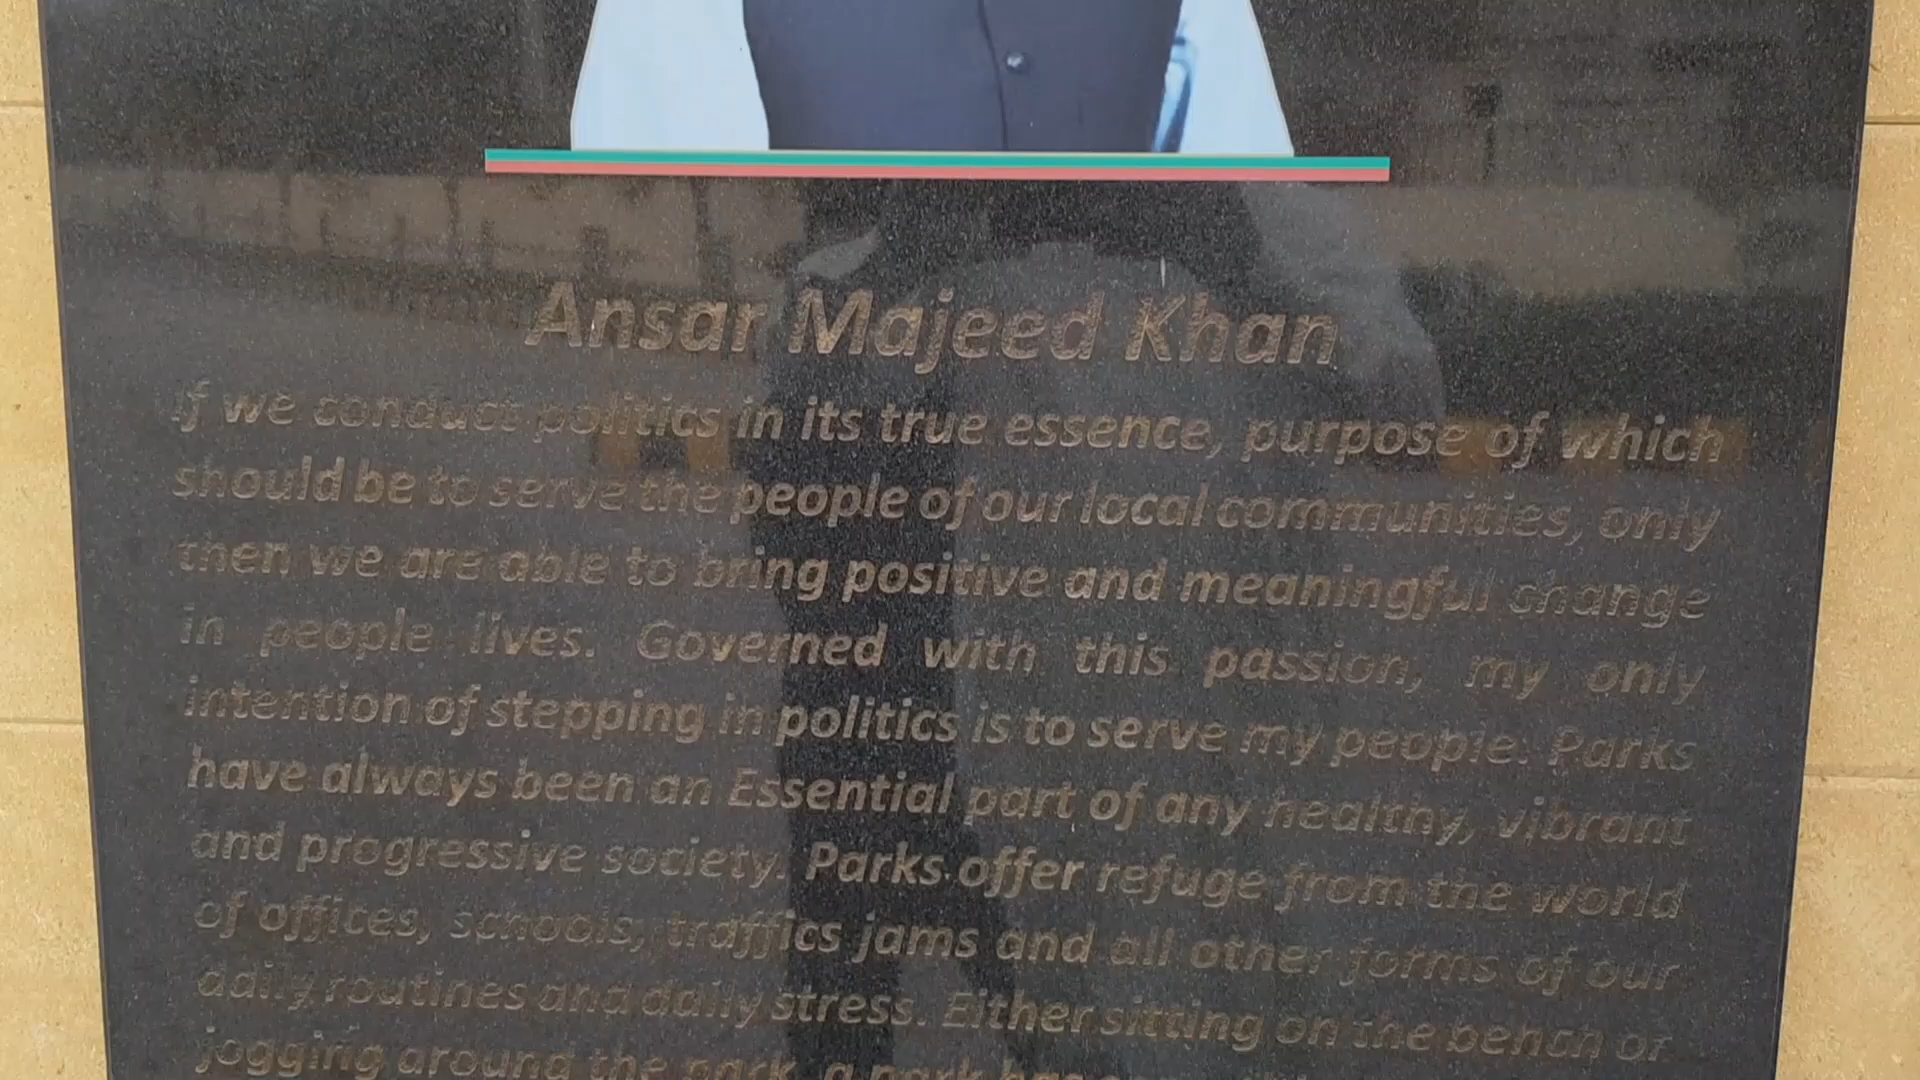 Ansar Majeed Khan
If we conduct politics in its true essence, purpose of which
should be to serve the people of our local communities, only
then we are able to bring positive and meaningful change
in people lives. Governed with this passion, my only
intention of stepping in politics is to serve my people. Parks
have always been an Essential part of any healthy, vibrant
and progressive society. Parks offer refuge from the world
of offices, schools, traffics jams and all other forms of our
daily routines and daily stress. Either sitting on the bench or
jogging around the park, a park has